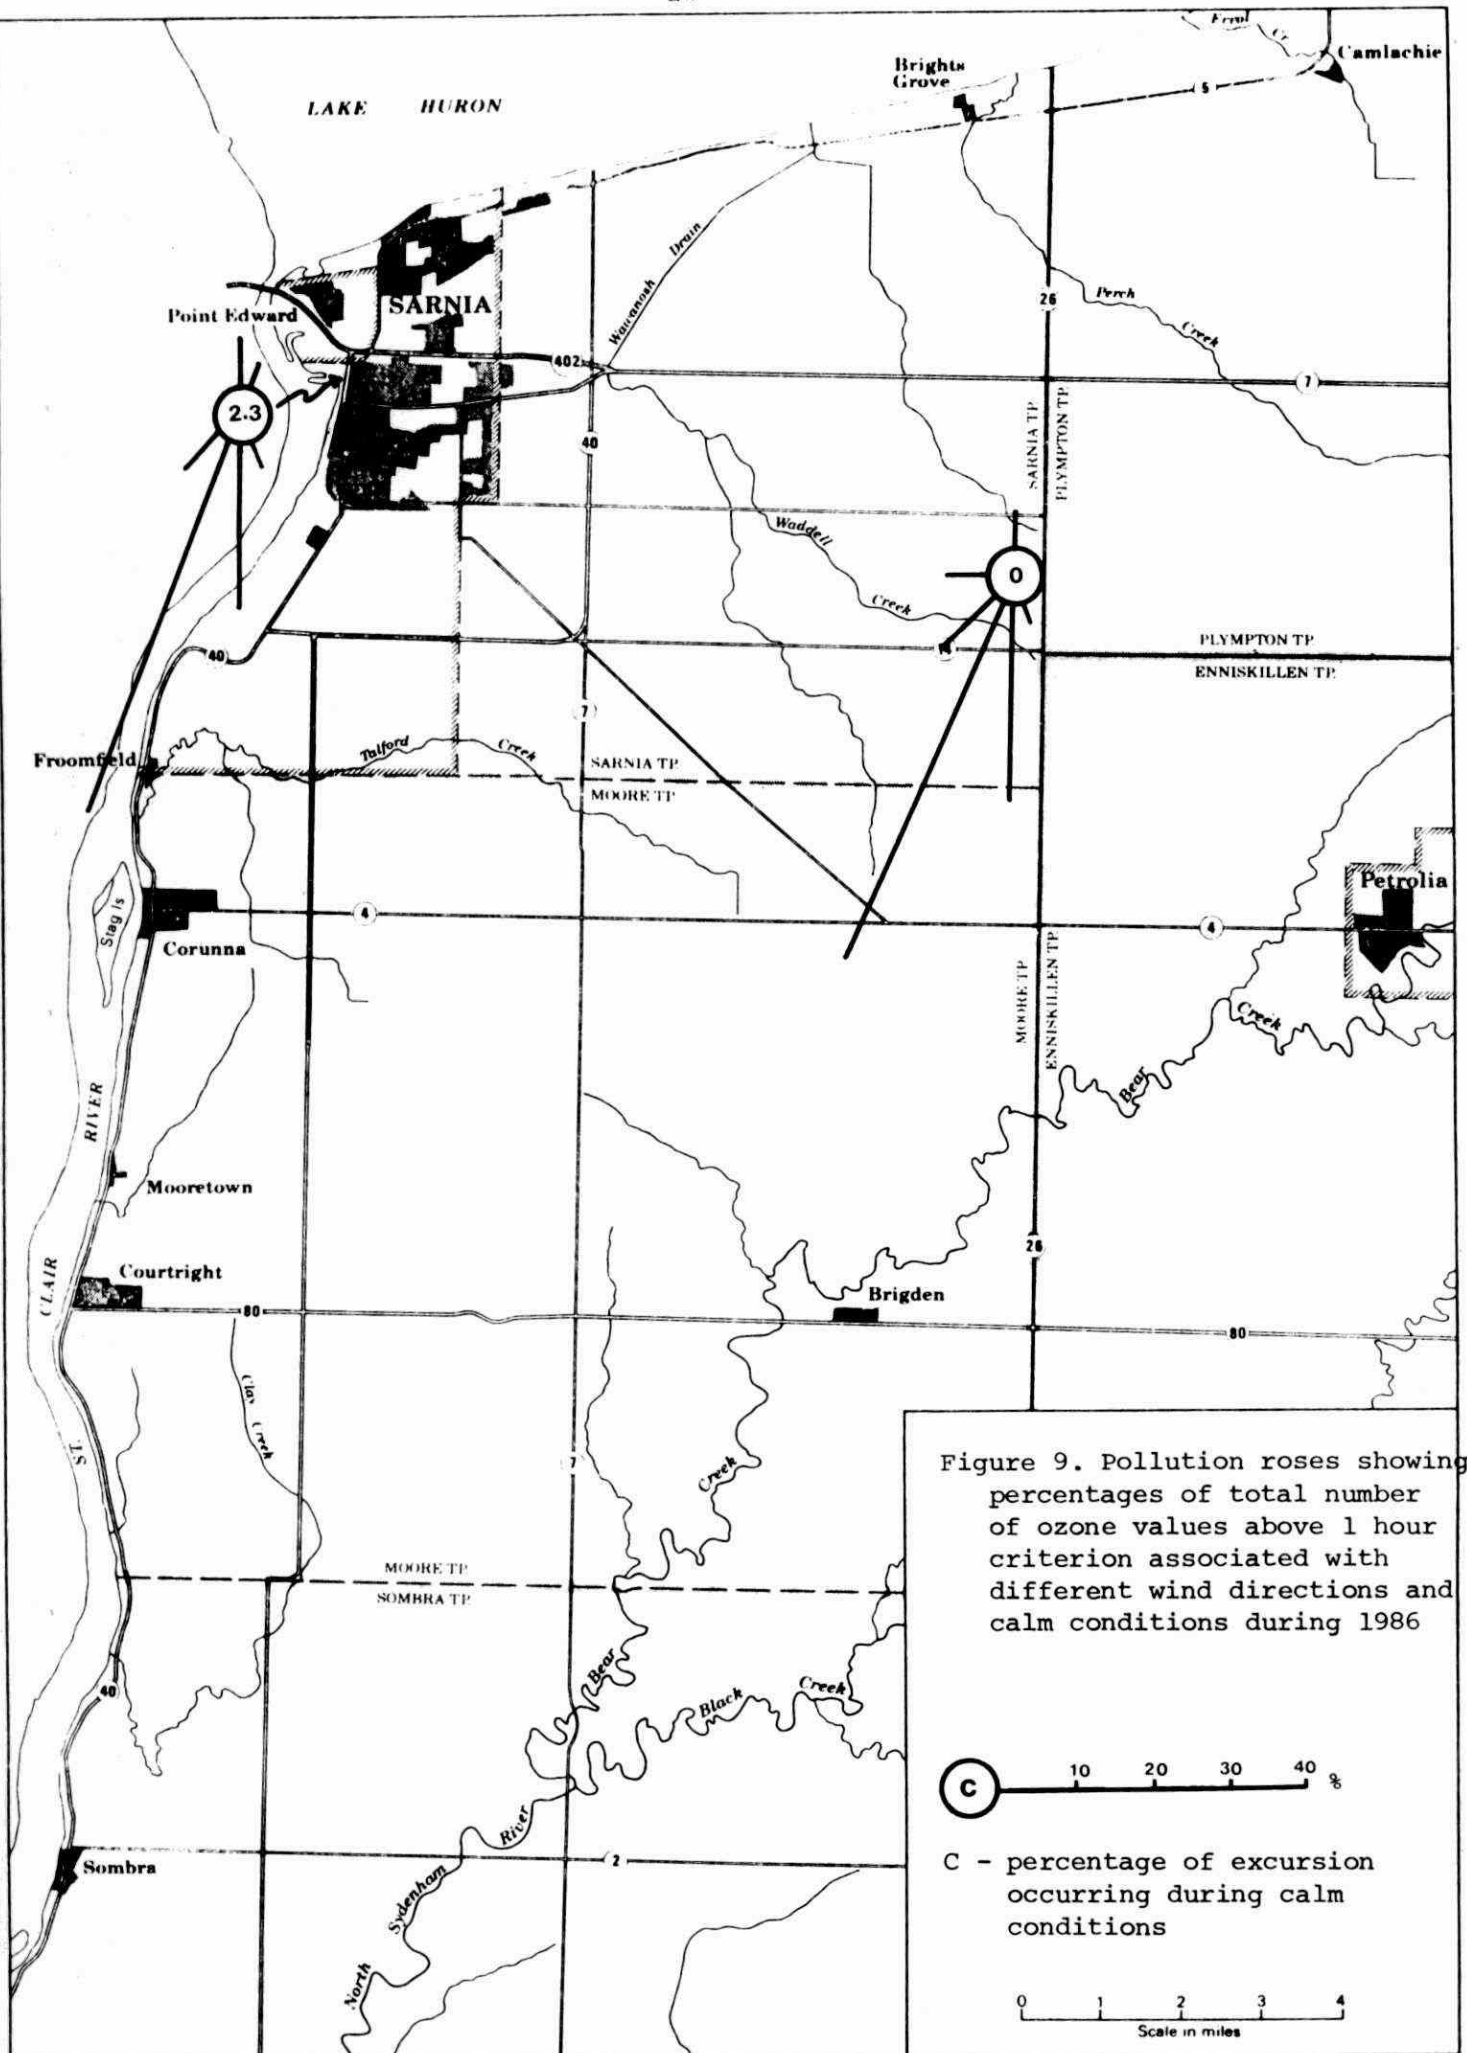 Errol Cr.
Camlachie
Brights
Grove
5
LAKE HURON
Wawanosh Drain
Point Edward
SARNIA
26
Perch Creek
402
7
2.3
40
SARNIA TP.
PLYMPTON TP.
Waddell Creek
0
40
14
PLYMPTON TP.
ENNISKILLEN TP.
7
Froomfield
Talford Creek
SARNIA TP.
MOORE TP.
Petrolia
Stag Is
4
4
Corunna
MOORE TP.
ENNISKILLEN TP.
Bear Creek
ST. CLAIR RIVER
Mooretown
Courtright
26
Brigden
80
80
Clay Creek
7
Creek
MOORE TP.
SOMBRA TP.
Bear
40
Black Creek
Sombra
2
North Sydenham River
Figure 9. Pollution roses showing
percentages of total number
of ozone values above 1 hour
criterion associated with
different wind directions and
calm conditions during 1986
C 10 20 30 40 %
C - percentage of excursion
occurring during calm
conditions
0 1 2 3 4
Scale in miles